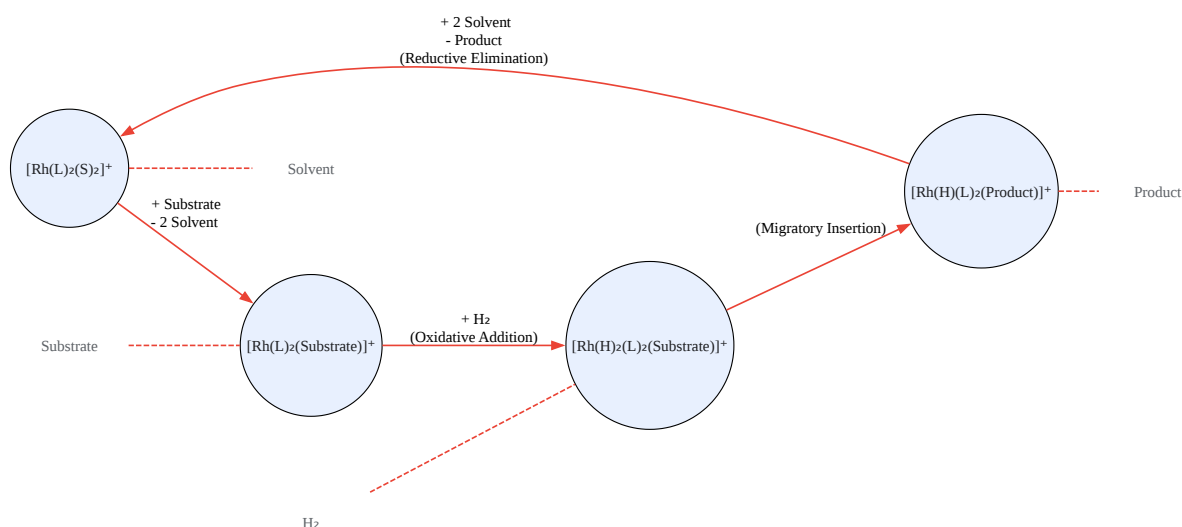 + 2 Solvent
- Product
(Reductive Elimination)
[Rh(L)₂(S)₂]⁺
Solvent
[Rh(H)(L)₂(Product)]⁺
Product
+ Substrate
- 2 Solvent
(Migratory Insertion)
Substrate
[Rh(L)₂(Substrate)]⁺
+ H₂
(Oxidative Addition)
[Rh(H)₂(L)₂(Substrate)]⁺
H₂